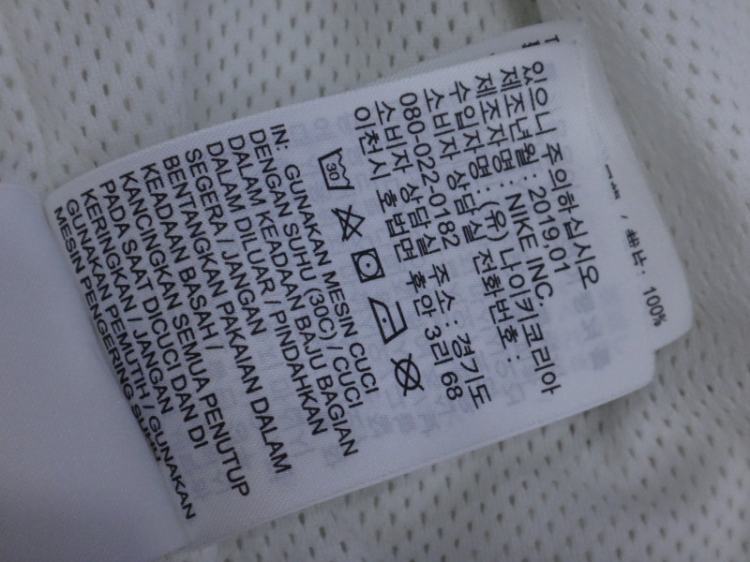 있으니 주의하십시오
제조년월 : 2019.01
제조자명 : NIKE INC.
수입자명 : (유) 나이키코리아
소비자 상담실 전화번호 :
080-022-0182
소비자 상담실 주소 : 경기도
이천시 호법면 호안 3리 68
30
IN: GUNAKAN MESIN CUCI
DENGAN SUHU (30C) / CUCI
DALAM KEADAAN BAJU BAGIAN
DALAM DILUAR / PINDAHKAN
SEGERA / JANGAN
BENTANGKAN PAKAIAN DALAM
KEADAAN BASAH /
KANCINGKAN SEMUA PENUTUP
PADA SAAT DICUCI DAN DI
KERINGKAN / JANGAN
GUNAKAN PEMUTIH / GUNAKAN
MESIN PENGERING
100%